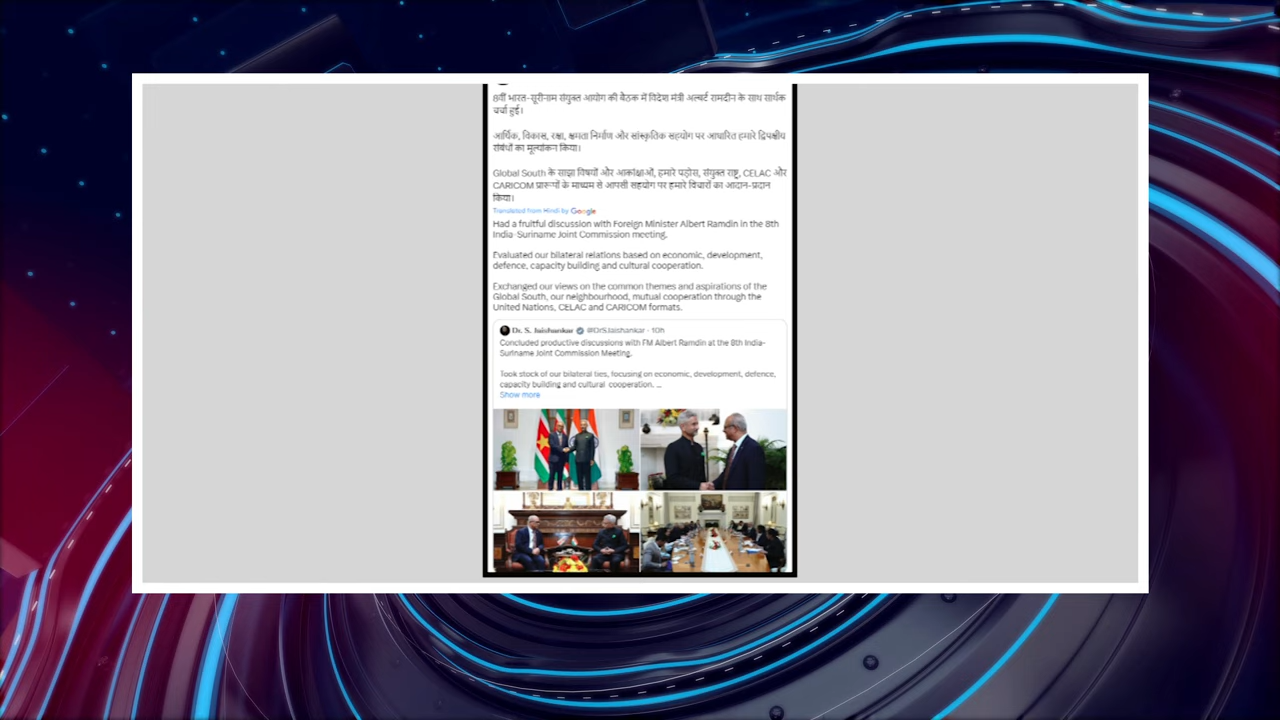 8वीं भारत-सूरीनाम संयुक्त आयोग की बैठक में विदेश मंत्री अल्बर्ट रामदीन के साथ सार्थक
चर्चा हुई।
आर्थिक, विकास, रक्षा, क्षमता निर्माण और सांस्कृतिक सहयोग पर आधारित हमारे द्विपक्षीय
संबंधों का मूल्यांकन किया।
Global South के साझा विषयों और आकांक्षाओं, हमारे पड़ोस, संयुक्त राष्ट्र, CELAC और
CARICOM प्रारूपों के माध्यम से आपसी सहयोग पर हमारे विचारों का आदान-प्रदान
किया।
Translated from Hindi by Google
Had a fruitful discussion with Foreign Minister Albert Ramdin in the 8th
India-Suriname Joint Commission meeting.
Evaluated our bilateral relations based on economic, development,
defence, capacity building and cultural cooperation.
Exchanged our views on the common themes and aspirations of the
Global South, our neighbourhood, mutual cooperation through the
United Nations, CELAC and CARICOM formats.
Dr. S. Jaishankar @DrSJaishankar · 10h
Concluded productive discussions with FM Albert Ramdin at the 8th India-
Suriname Joint Commission Meeting.
Took stock of our bilateral ties, focusing on economic, development, defence,
capacity building and cultural cooperation. ...
Show more